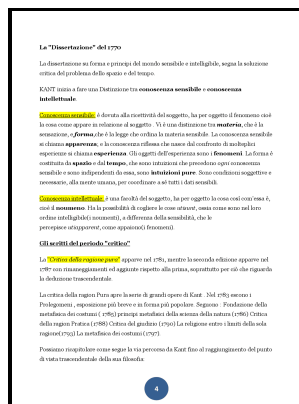 La "Dissertazione" del 1770
La dissertazione su forma e principi del mondo sensibile e intelligibile, segna la soluzione
critica del problema dello spazio e del tempo.
KANT inizia a fare una Distinzione tra conoscenza sensibile e conoscenza
intellettuale.
Conoscenza sensibile: è dovuta alla ricettività del soggetto, ha per oggetto il fenomeno cioè
la cosa come appare in relazione al soggetto. Vi è una distinzione tra materia, che è la
sensazione, e forma, che è la legge che ordina la materia sensibile. La conoscenza sensibile
si chiama apparenza, e la conoscenza riflessa che nasce dal confronto di molteplici
esperienze si chiama esperienza. Gli oggetti dell'esperienza sono i fenomeni. La forma è
costituita da spazio e dal tempo, che sono intuizioni che precedono ogni conoscenza
sensibile e sono indipendenti da essa, sono intuizioni pure. Sono condizioni soggettive e
necessarie, alla mente umana, per coordinare a sé tutti i dati sensibili.
Conoscenza intellettuale: è una facoltà del soggetto, ha per oggetto la cosa così com'essa è,
cioè il noumeno. Ha la possibilità di cogliere le cose uti sunt, ossia come sono nel loro
ordine intelligibile(i noumeni), a differenza della sensibilità, che le
percepisce uti apparent, come appaiono(i fenomeni).
Gli scritti del periodo "critico"
La "Critica della ragione pura" apparve nel 1781, mentre la seconda edizione apparve nel
1787 con rimaneggiamenti ed aggiunte rispetto alla prima, soprattutto per ciò che riguarda
la deduzione trascendentale.
La critica della ragion Pura apre la serie di grandi opere di Kant. Nel 1783 escono i
Prolegomeni, esposizione più breve e in forma più popolare. Seguono: Fondazione della
metafisica dei costumi (1785) principi metafisici della scienza della natura (1786) Critica
della ragion Pratica (1788) Critica del giudizio (1790) La religione entro i limiti della sola
ragione(1793) La metafisica dei costumi (1797).
Possiamo ricapitolare come segue la via percorsa da Kant fino al raggiungimento del punto
di vista trascendentale della sua filosofia:
4